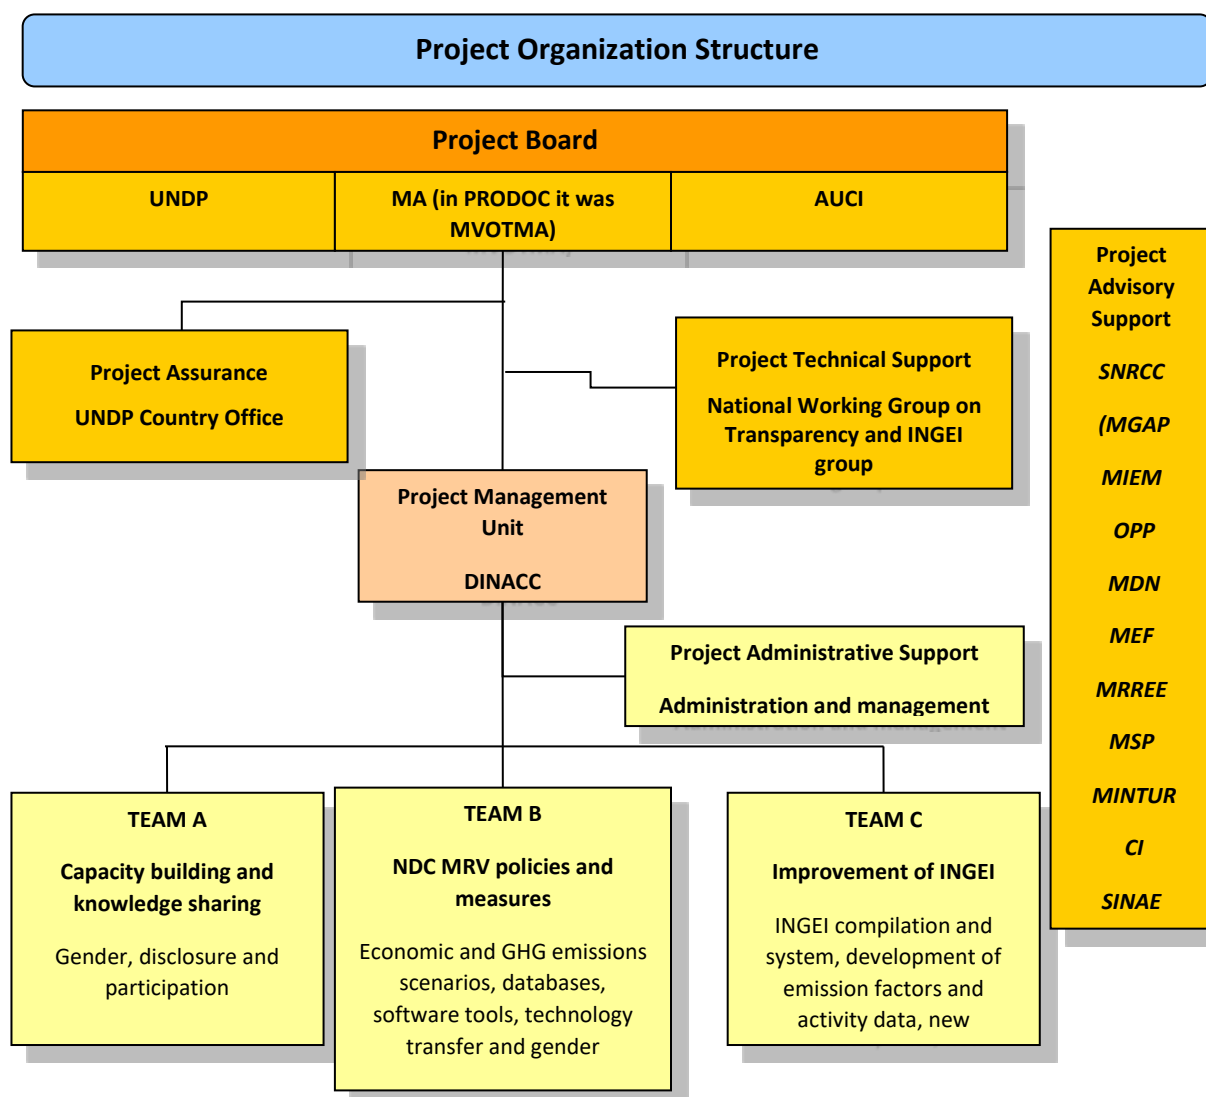 Project Organization Structure
Project Board
UNDP
MA (in PRODOC it was
MVOTMA)
AUCI
Project
Advisory
Support
SNRCC
(MGAP
MIEM
OPP
MDN
MEF
MRREE
MSP
MINTUR
CI
SINAE
Project Assurance
UNDP Country Office
Project Technical Support
National Working Group on
Transparency and INGEI
group
Project Management
Unit
DINACC
Project Administrative Support
Administration and management
TEAM A
Capacity building and
knowledge sharing
Gender, disclosure and
participation
TEAM B
NDC MRV policies and
measures
Economic and GHG emissions
scenarios, databases,
software tools, technology
transfer and gender
TEAM C
Improvement of INGEI
INGEI compilation and
system, development of
emission factors and
activity data, new